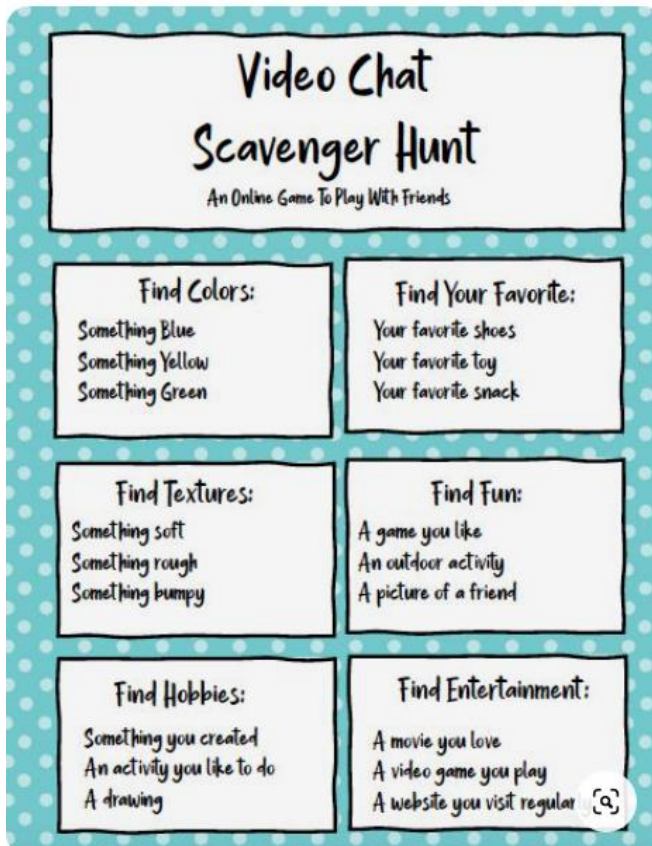 Video Chat
Scavenger Hunt
An Online Game To Play With Friends
Find Colors:
Something Blue
Something Yellow
Something Green
Find Your Favorite:
Your favorite shoes
Your favorite toy
Your favorite snack
Find Textures:
Something soft
Something rough
Something bumpy
Find Fun:
A game you like
An outdoor activity
A picture of a friend
Find Hobbies:
Something you created
An activity you like to do
A drawing
Find Entertainment:
A movie you love
A video game you play
A website you visit regularly